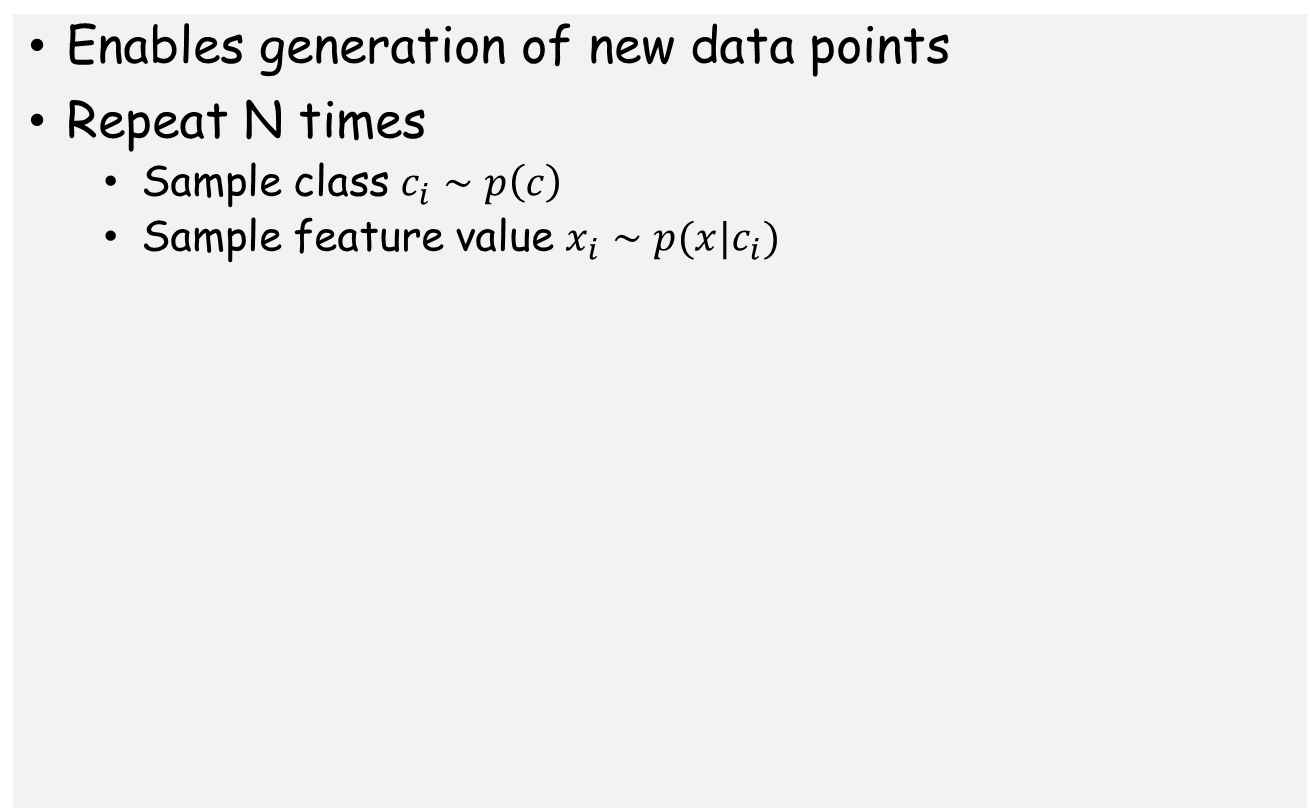 • Enables generation of new data points
• Repeat N times
• Sample class 𝑐ᵢ ~ 𝑝(𝑐)
• Sample feature value 𝑥ᵢ ~ 𝑝(𝑥|𝑐ᵢ)